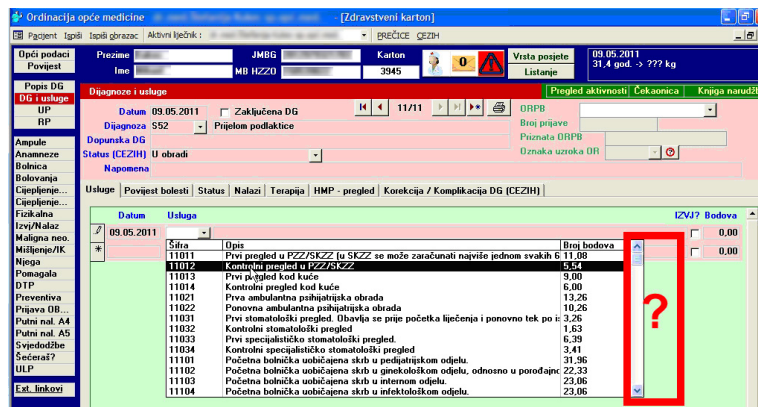 Ordinacija opće medicine - [Zdravstveni karton]
Pacijent Ispiši Ispiši obrazac Aktivni liječnik : PREČICE CEZIH
Opći podaci
Povijest
Prezime JMBG Karton
Ime MB HZZO 3945
Vrsta posjete
Listanje
09.05.2011
31,4 god. -> ??? kg
Popis DG
DG i usluge
UP
RP
Ampule
Anamneze
Bolnica
Bolovanja
Cijepljenje...
Cijepljenje...
Fizikalna
Izvj/Nalaz
Maligna neo.
Mišljenje/IK
Njega
Pomagala
DTP
Preventiva
Prijava OB...
Putni nal. A4
Putni nal. A5
Svjedodžbe
Šećeraš?
ULP
Ext. linkovi
Dijagnoze i usluge Pregled aktivnosti Čekaonica Knjiga narudžb
Datum 09.05.2011 Zaključena DG 11/11
Dijagnoza S52 Prijelom podlaktice
Dopunska DG
Status (CEZIH) U obradi
Napomena
ORPB
Broj prijave
Priznata ORPB
Oznaka uzroka OR
Usluge Povijest bolesti Status Nalazi Terapija HMP - pregled Korekcija / Komplikacija DG (CEZIH)
Datum Usluga IZVJ? Bodova
09.05.2011 0,00
0,00
Šifra Opis Broj bodova
11011 Prvi pregled u PZZ/SKZZ (u SKZZ se može zaračunati najviše jednom svakih 6 11,08
11012 Kontrolni pregled u PZZ/SKZZ 5,54
11013 Prvi pregled kod kuće 9,00
11014 Kontrolni pregled kod kuće 6,00
11021 Prva ambulantna psihijatrijska obrada 13,26
11022 Ponovna ambulantna psihijatrijska obrada 10,26
11031 Prvi stomatološki pregled. Obavlja se prije početka liječenja i ponovno tek po is 3,26
11032 Kontrolni stomatološki pregled 1,63
11033 Prvi specijalističko stomatološki pregled. 6,39
11034 Kontrolni specijalističko stomatološki pregled 3,41
11101 Početna bolnička uobičajena skrb u pedijatrijskom odjelu. 31,96
11102 Početna bolnička uobičajena skrb u ginekološkom odjelu, odnosno u porođajnc 22,33
11103 Početna bolnička uobičajena skrb u internom odjelu. 23,06
11104 Početna bolnička uobičajena skrb u infektološkom odjelu. 23,06
?